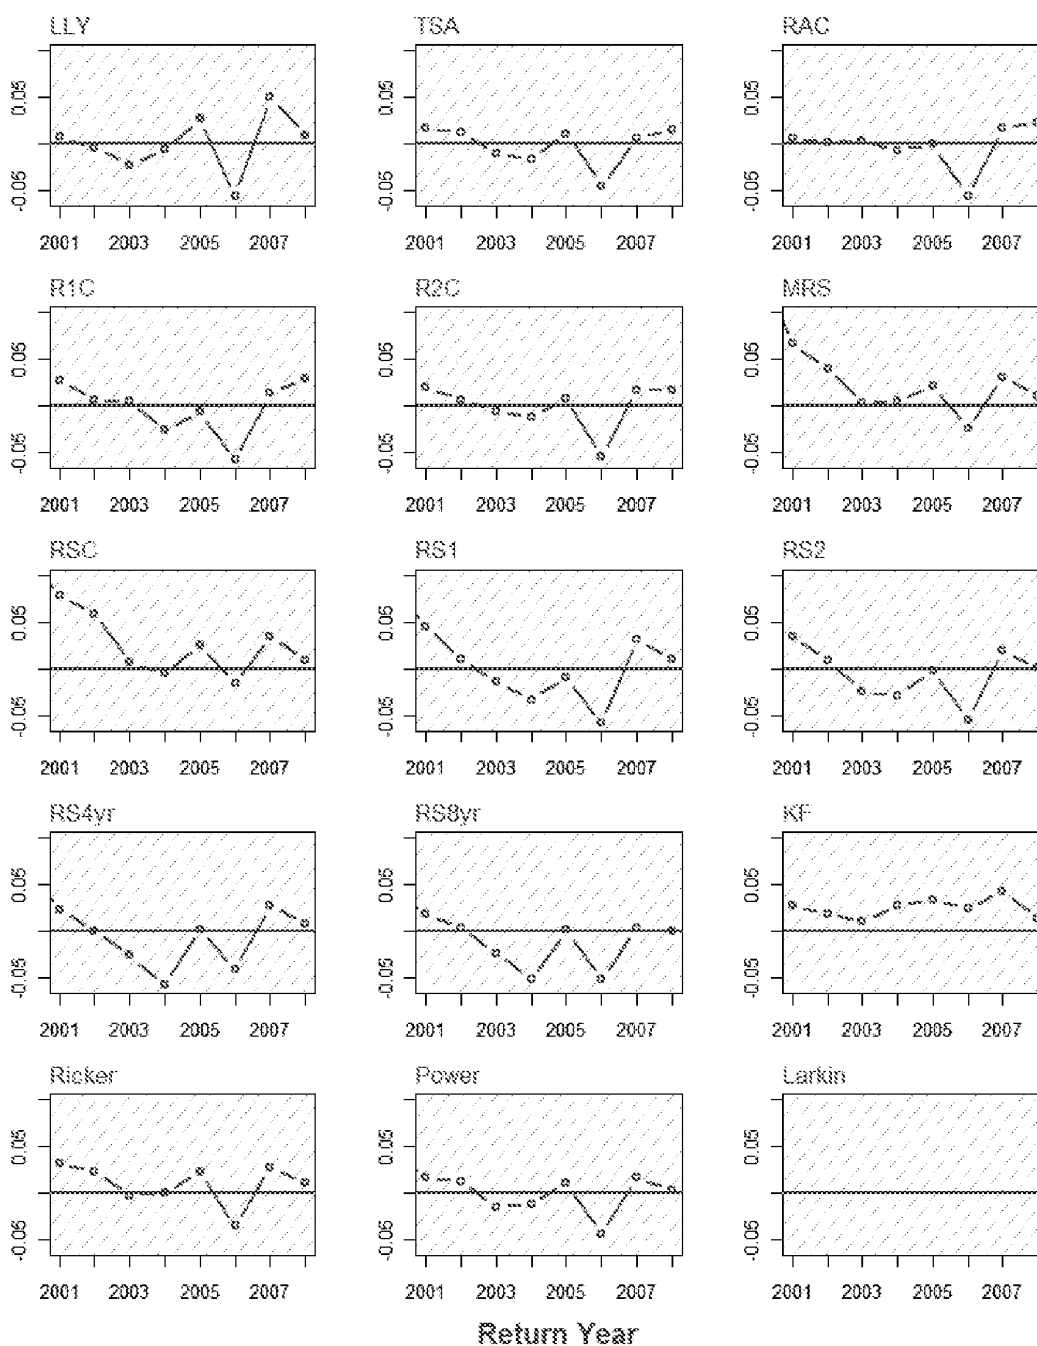 LLY TSA RAC
0.05 0.05 0.05
-0.05 -0.05 -0.05
2001 2003 2005 2007 2001 2003 2005 2007 2001 2003 2005 2007
R1C R2C MRS
0.05 0.05 0.05
-0.05 -0.05 -0.05
2001 2003 2005 2007 2001 2003 2005 2007 2001 2003 2005 2007
RSC RS1 RS2
0.05 0.05 0.05
-0.05 -0.05 -0.05
2001 2003 2005 2007 2001 2003 2005 2007 2001 2003 2005 2007
RS4yr RS8yr KF
0.05 0.05 0.05
-0.05 -0.05 -0.05
2001 2003 2005 2007 2001 2003 2005 2007 2001 2003 2005 2007
Ricker Power Larkin
0.05 0.05 0.05
-0.05 -0.05 -0.05
2001 2003 2005 2007 2001 2003 2005 2007 2001 2003 2005 2007
Return Year